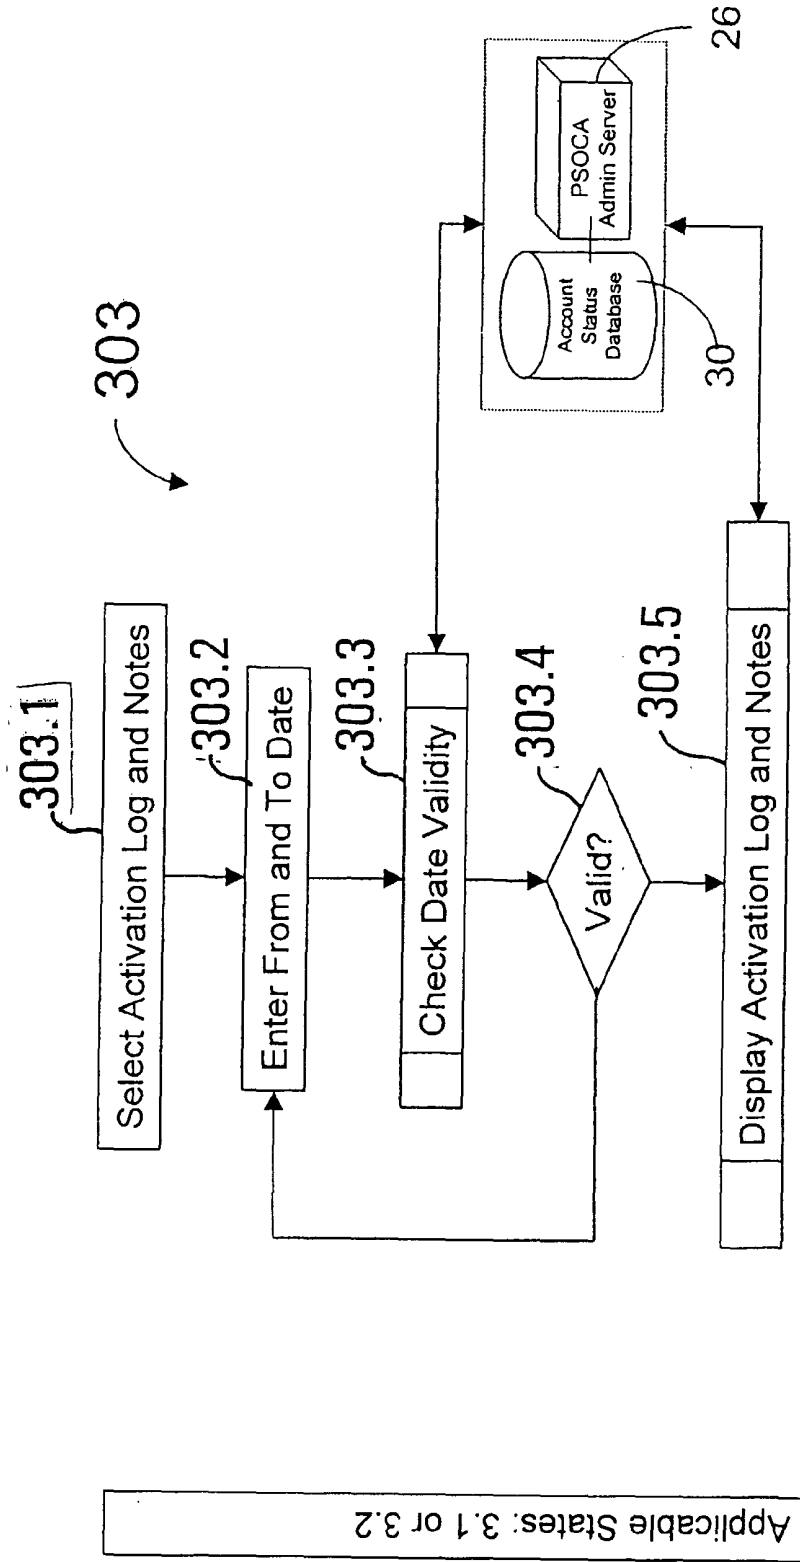 303
303.1
Select Activation Log and Notes
303.2
Enter From and To Date
303.3
Check Date Validity
303.4
Valid?
303.5
Display Activation Log and Notes
Account
Status
Database
30
PSOCA
Admin Server
26
Applicable States: 3.1 or 3.2